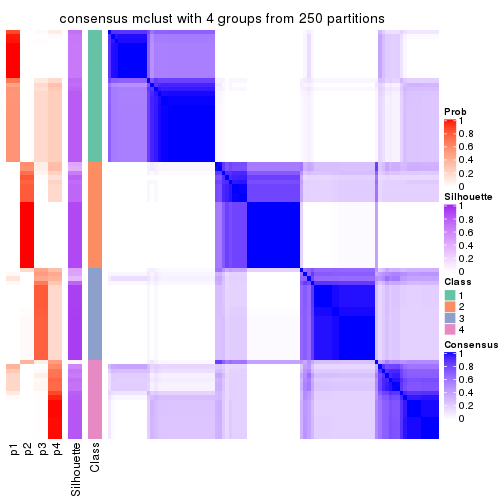 consensus mclust with 4 groups from 250 partitions
Prob
1
0.8
0.6
0.4
0.2
0
Silhouette
1
0.8
0.6
0.4
0.2
0
Class
1
2
3
4
Consensus
1
0.8
0.6
0.4
0.2
0
p1
p2
p3
p4
Silhouette
Class